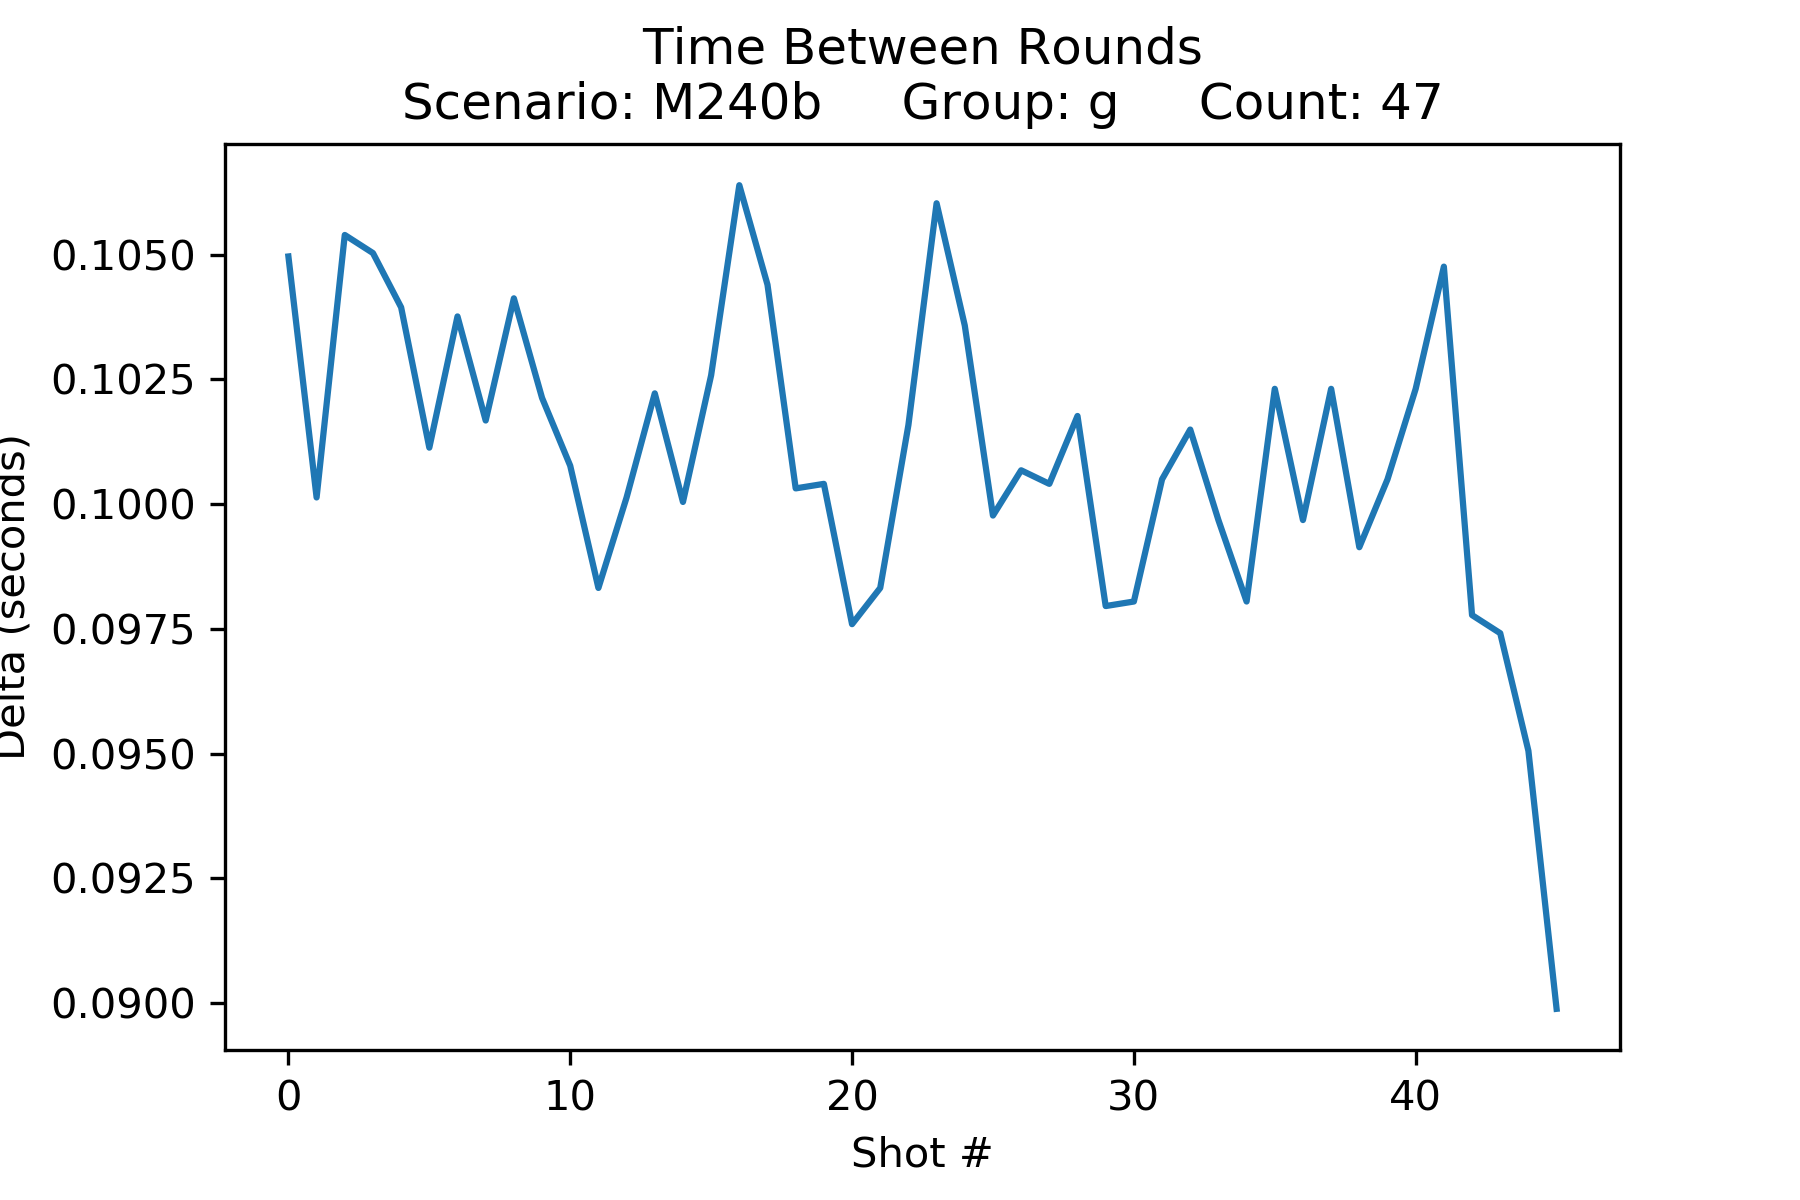 Time Between Rounds
Scenario: M240b     Group: g     Count: 47
Delta (seconds)
0.1050
0.1025
0.1000
0.0975
0.0950
0.0925
0.0900
0 10 20 30 40
Shot #